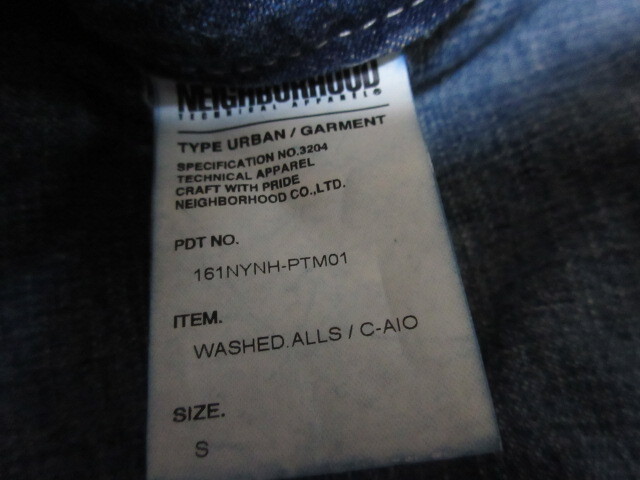 NEIGHBORHOOD
TECHNICAL APPAREL®
TYPE URBAN / GARMENT
SPECIFICATION NO.3204
TECHNICAL APPAREL
CRAFT WITH PRIDE
NEIGHBORHOOD CO.,LTD.
PDT NO.
161NYNH-PTM01
ITEM.
WASHED.ALLS / C-AIO
SIZE.
S